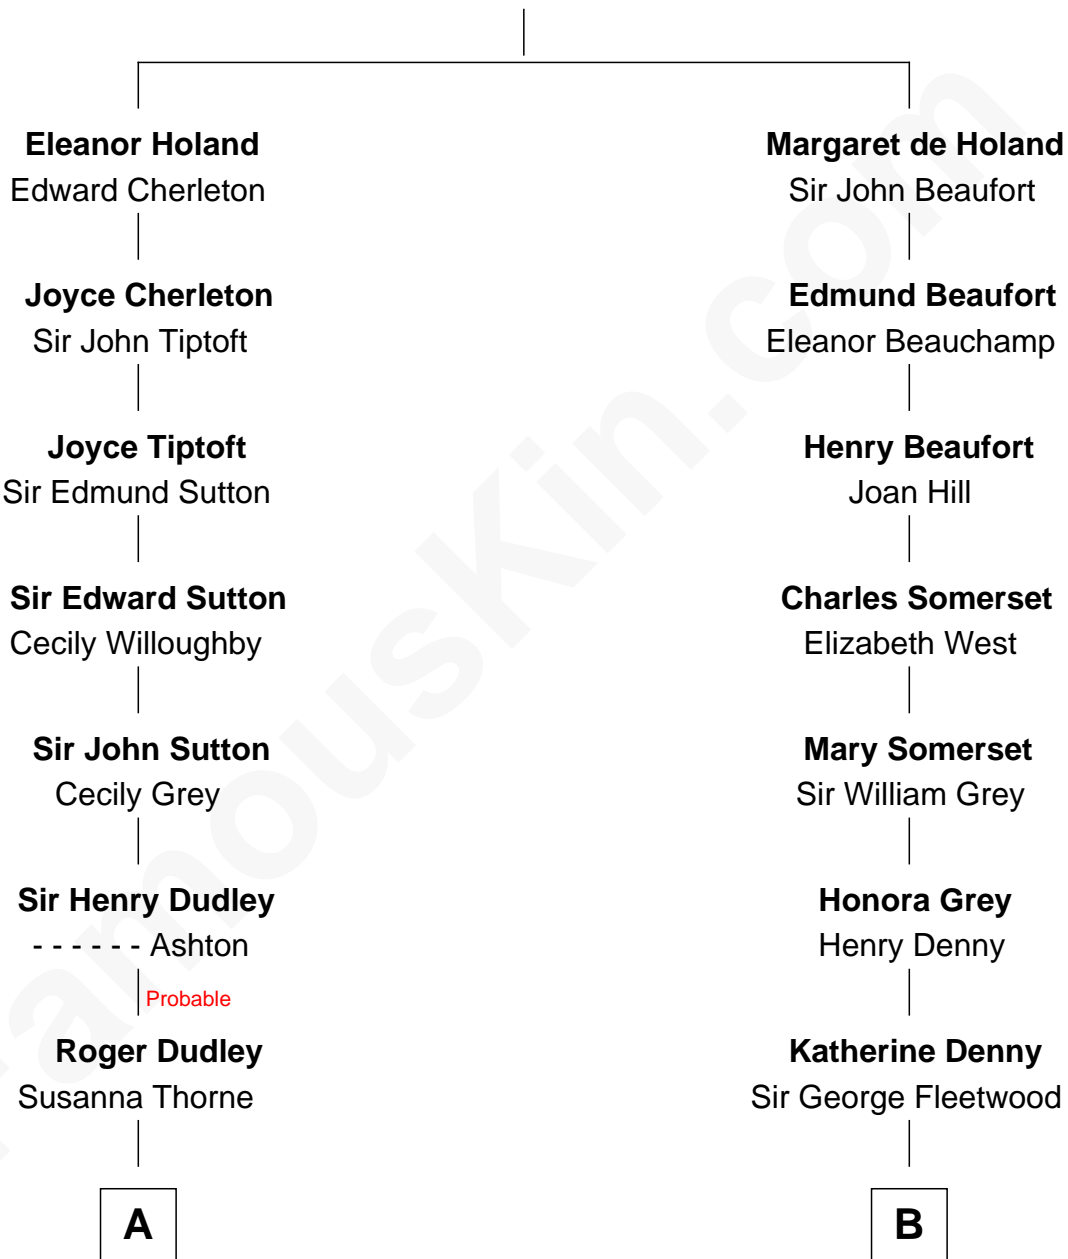 Eleanor Holand
Edward Cherleton
Joyce Cherleton
Sir John Tiptoft
Joyce Tiptoft
Sir Edmund Sutton
Sir Edward Sutton
Cecily Willoughby
Sir John Sutton
Cecily Grey
Sir Henry Dudley
- - - - - - Ashton
Probable
Roger Dudley
Susanna Thorne
A
Margaret de Holand
Sir John Beaufort
Edmund Beaufort
Eleanor Beauchamp
Henry Beaufort
Joan Hill
Charles Somerset
Elizabeth West
Mary Somerset
Sir William Grey
Honora Grey
Henry Denny
Katherine Denny
Sir George Fleetwood
B
FamousKin.com